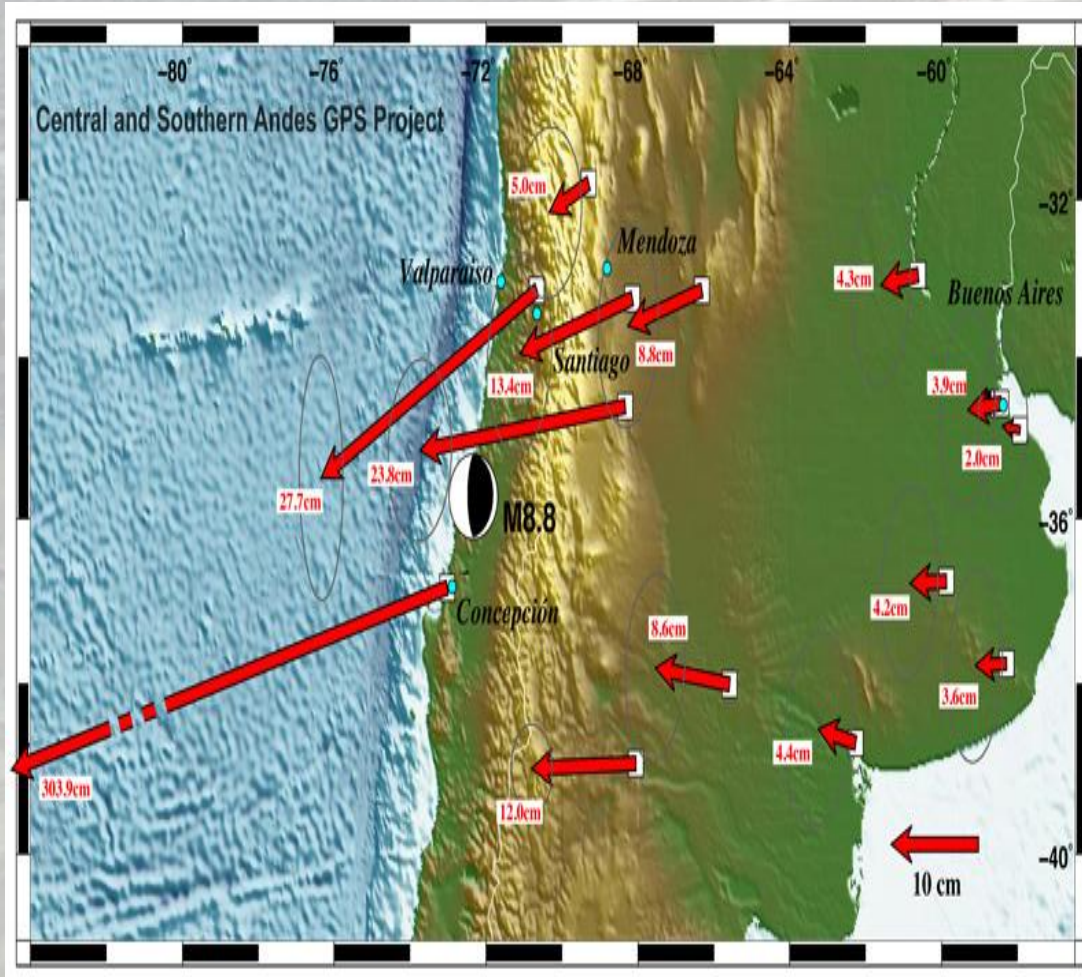 −80° −76° −72° −68° −64° −60°
Central and Southern Andes GPS Project
5.0cm
−32°
Mendoza
Valparaiso
4.3cm
Buenos Aires
Santiago
8.8cm
13.4cm
3.9cm
2.0cm
23.8cm
27.7cm
M8.8
−36°
Concepción
4.2cm
8.6cm
3.6cm
4.4cm
303.9cm
12.0cm
−40°
10 cm